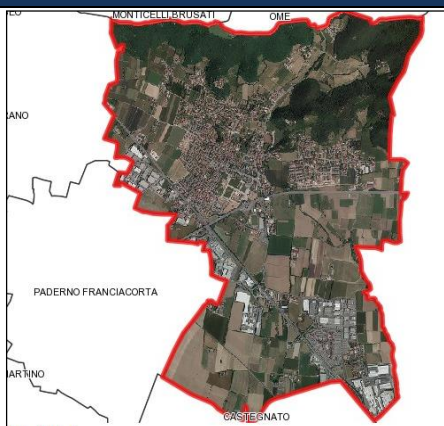 MONTICELLI BRUSATI
OME
PADERNO FRANCIACORTA
CASTEGNATO